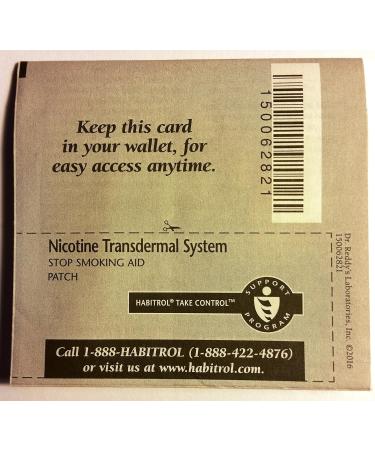 Keep this card
in your wallet, for
easy access anytime.
150062821
Nicotine Transdermal System
STOP SMOKING AID
PATCH
HABITROL® TAKE CONTROL™
SUPPORT
PROGRAM
Call 1-888-HABITROL (1-888-422-4876)
or visit us at www.habitrol.com.
Dr. Reddy's Laboratories, Inc. ©2016
150062821